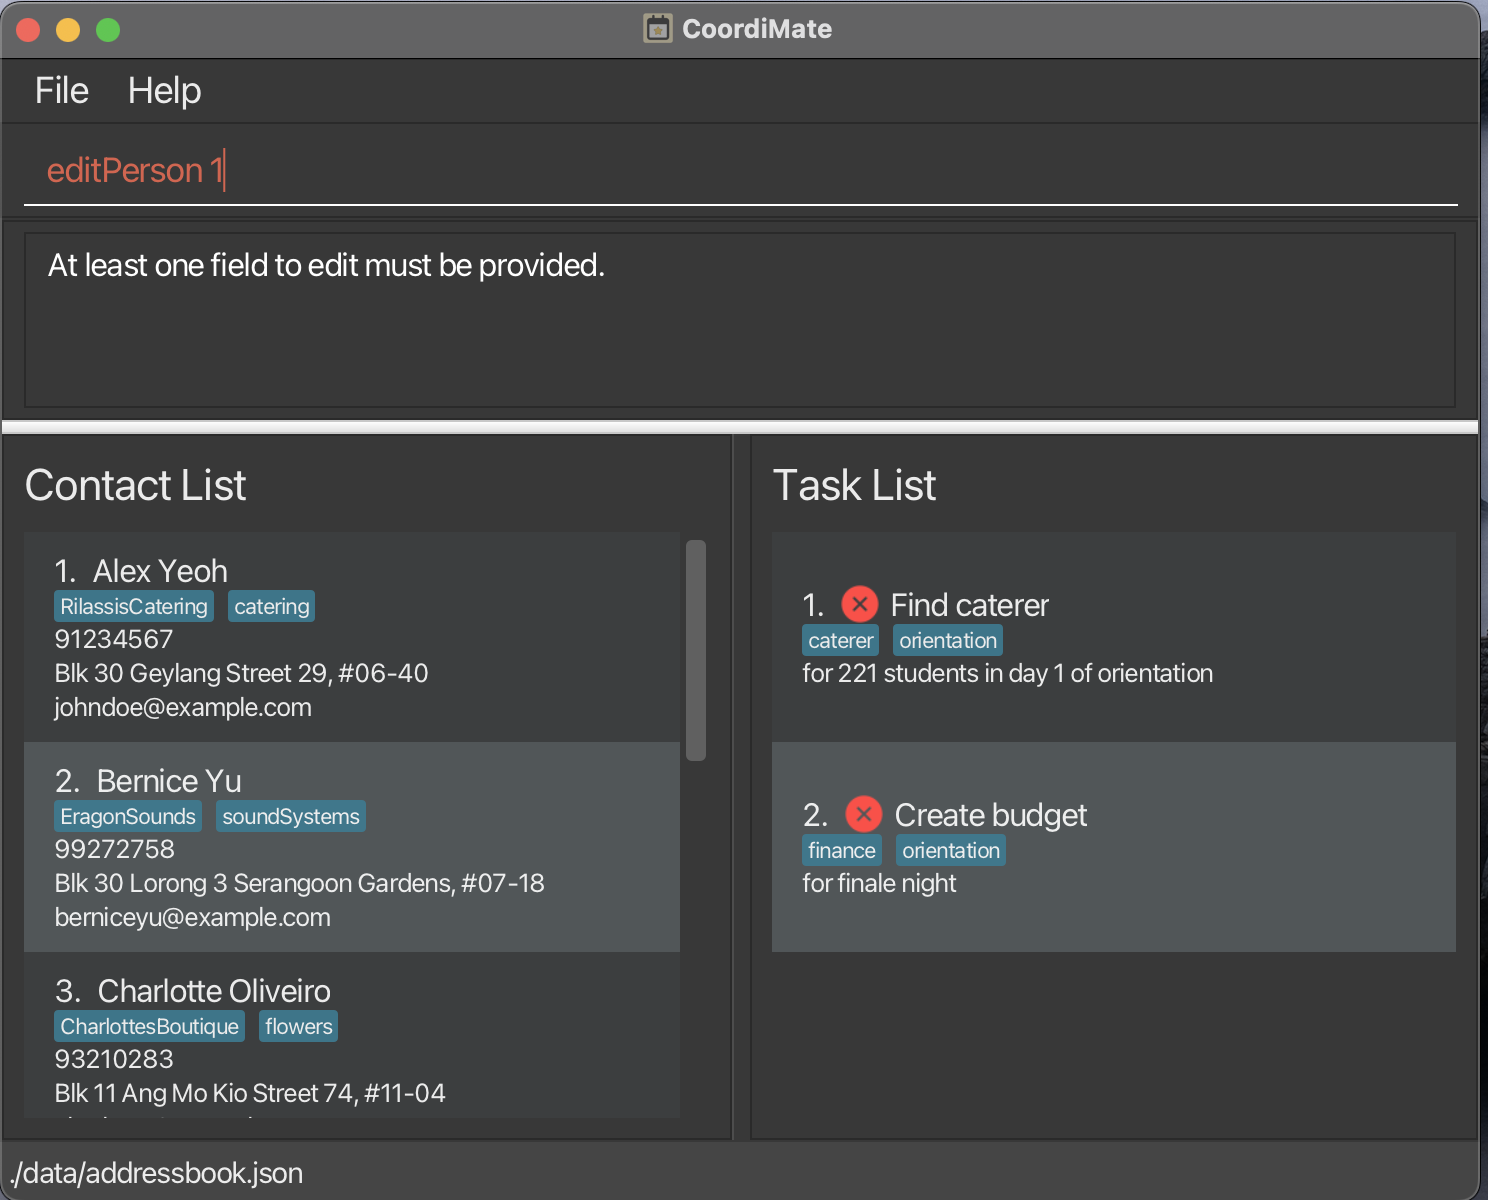 CoordiMate
File Help
editPerson 1
At least one field to edit must be provided.
Contact List
1. Alex Yeoh
RilassisCatering catering
91234567
Blk 30 Geylang Street 29, #06-40
johndoe@example.com
2. Bernice Yu
EragonSounds soundSystems
99272758
Blk 30 Lorong 3 Serangoon Gardens, #07-18
berniceyu@example.com
3. Charlotte Oliveiro
CharlottesBoutique flowers
93210283
Blk 11 Ang Mo Kio Street 74, #11-04
Task List
1. Find caterer
caterer orientation
for 221 students in day 1 of orientation
2. Create budget
finance orientation
for finale night
./data/addressbook.json